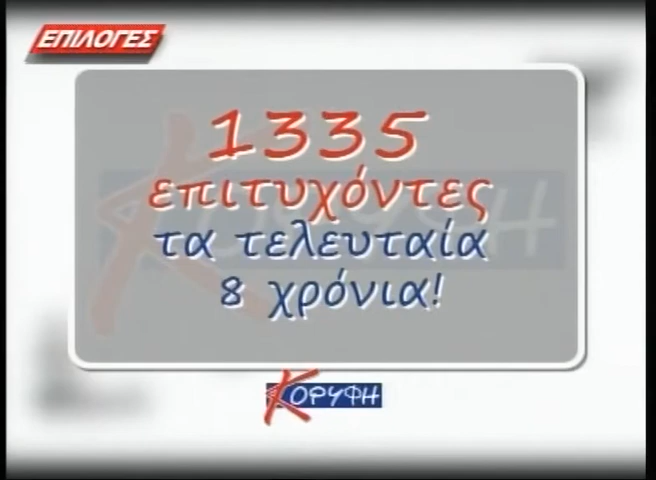 ΕΠΙΛΟΓΕΣ
1335
επιτυχόντες
τα τελευταία
8 χρόνια!
ΚΟΡΥΦΗ